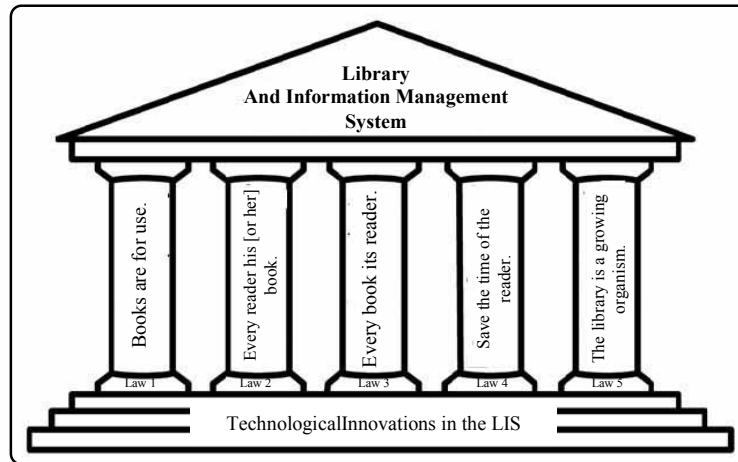 Library
And Information Management
System
Books are for use.
Every reader his [or her]
book.
Every book its reader.
Save the time of the
reader.
The library is a growing
organism.
Law 1
Law 2
Law 3
Law 4
Law 5
TechnologicalInnovations in the LIS